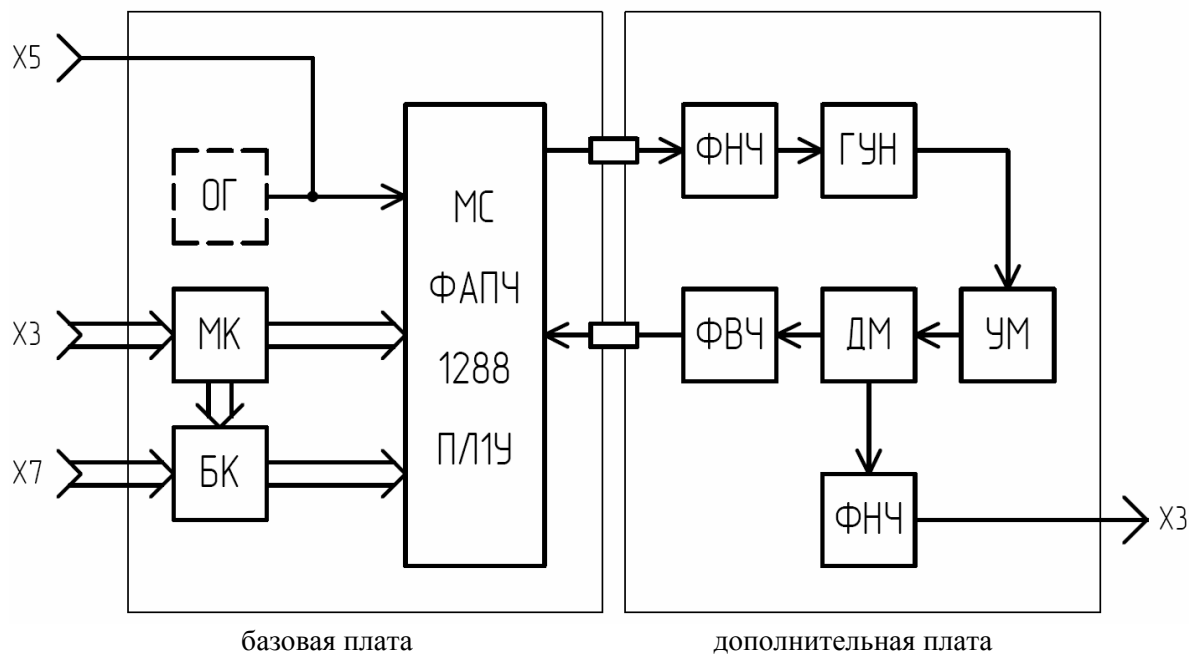 X5
ОГ
ФНЧ
ГУН
МС
ФАПЧ
1288
ПЛ1У
X3
МК
ФВЧ
ДМ
УМ
X7
БК
ФНЧ
X3
базовая плата
дополнительная плата